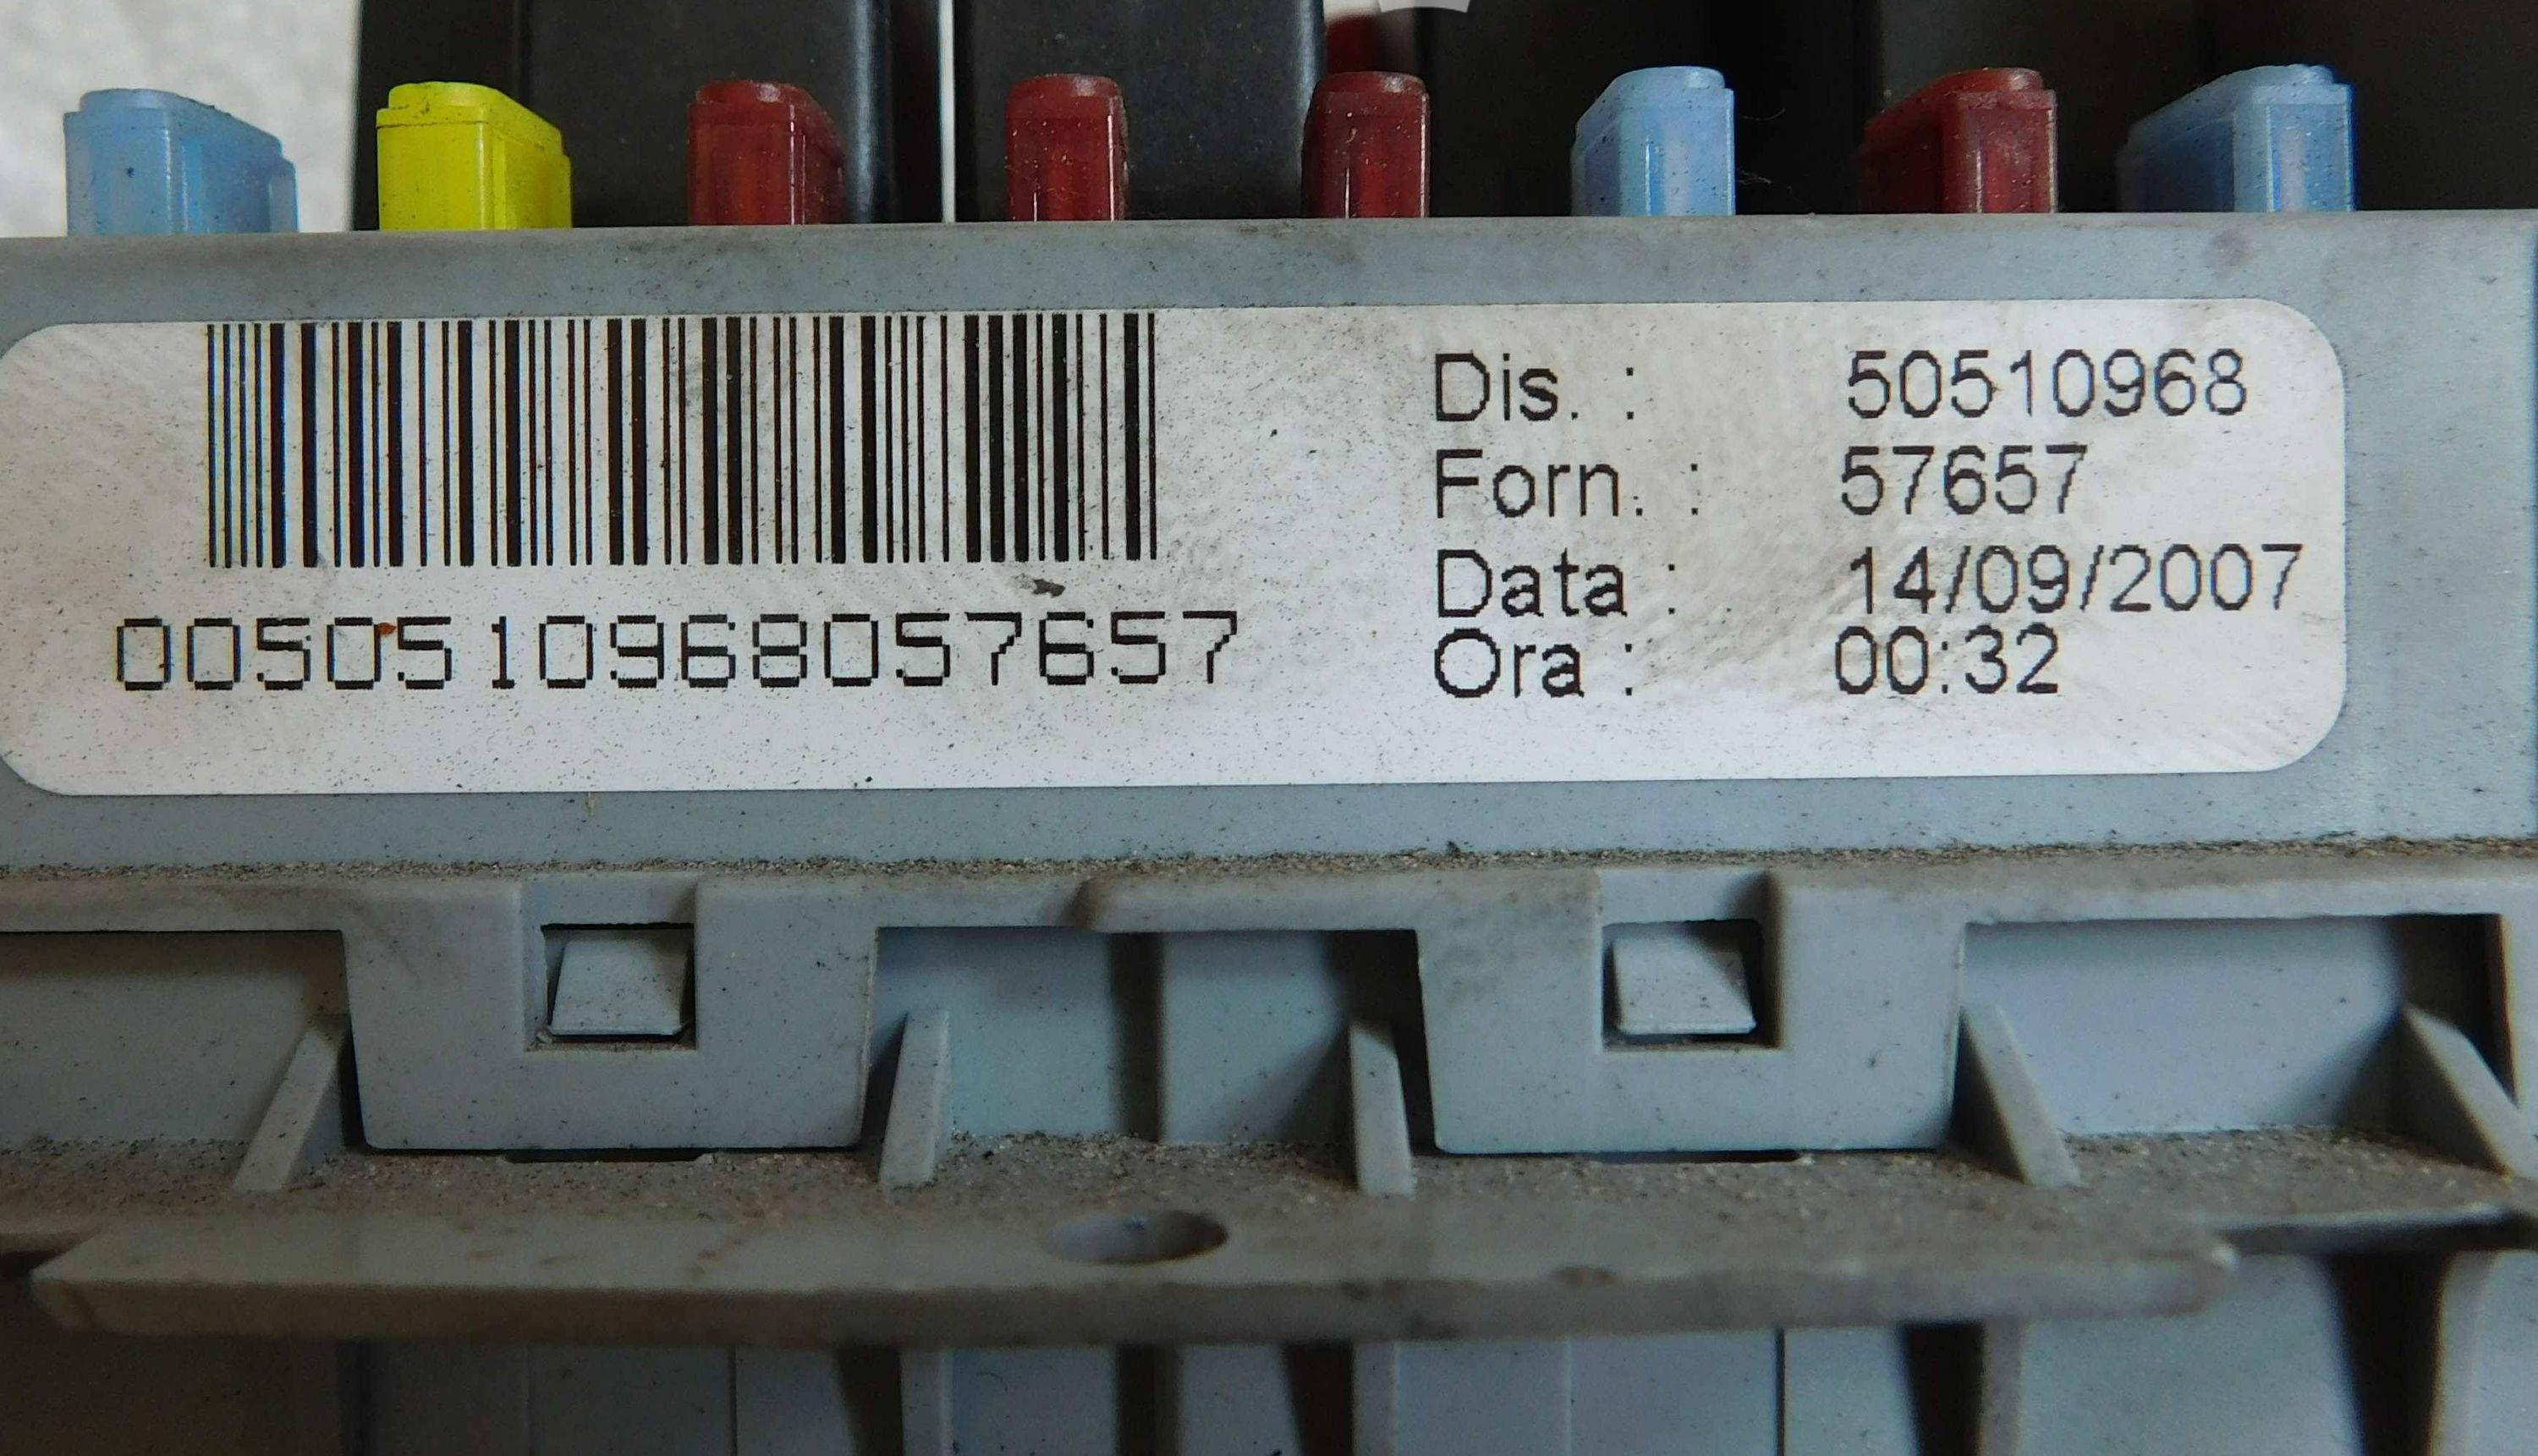 0050510968057657
Dis. : 50510968
Forn. : 57657
Data : 14/09/2007
Ora : 00:32